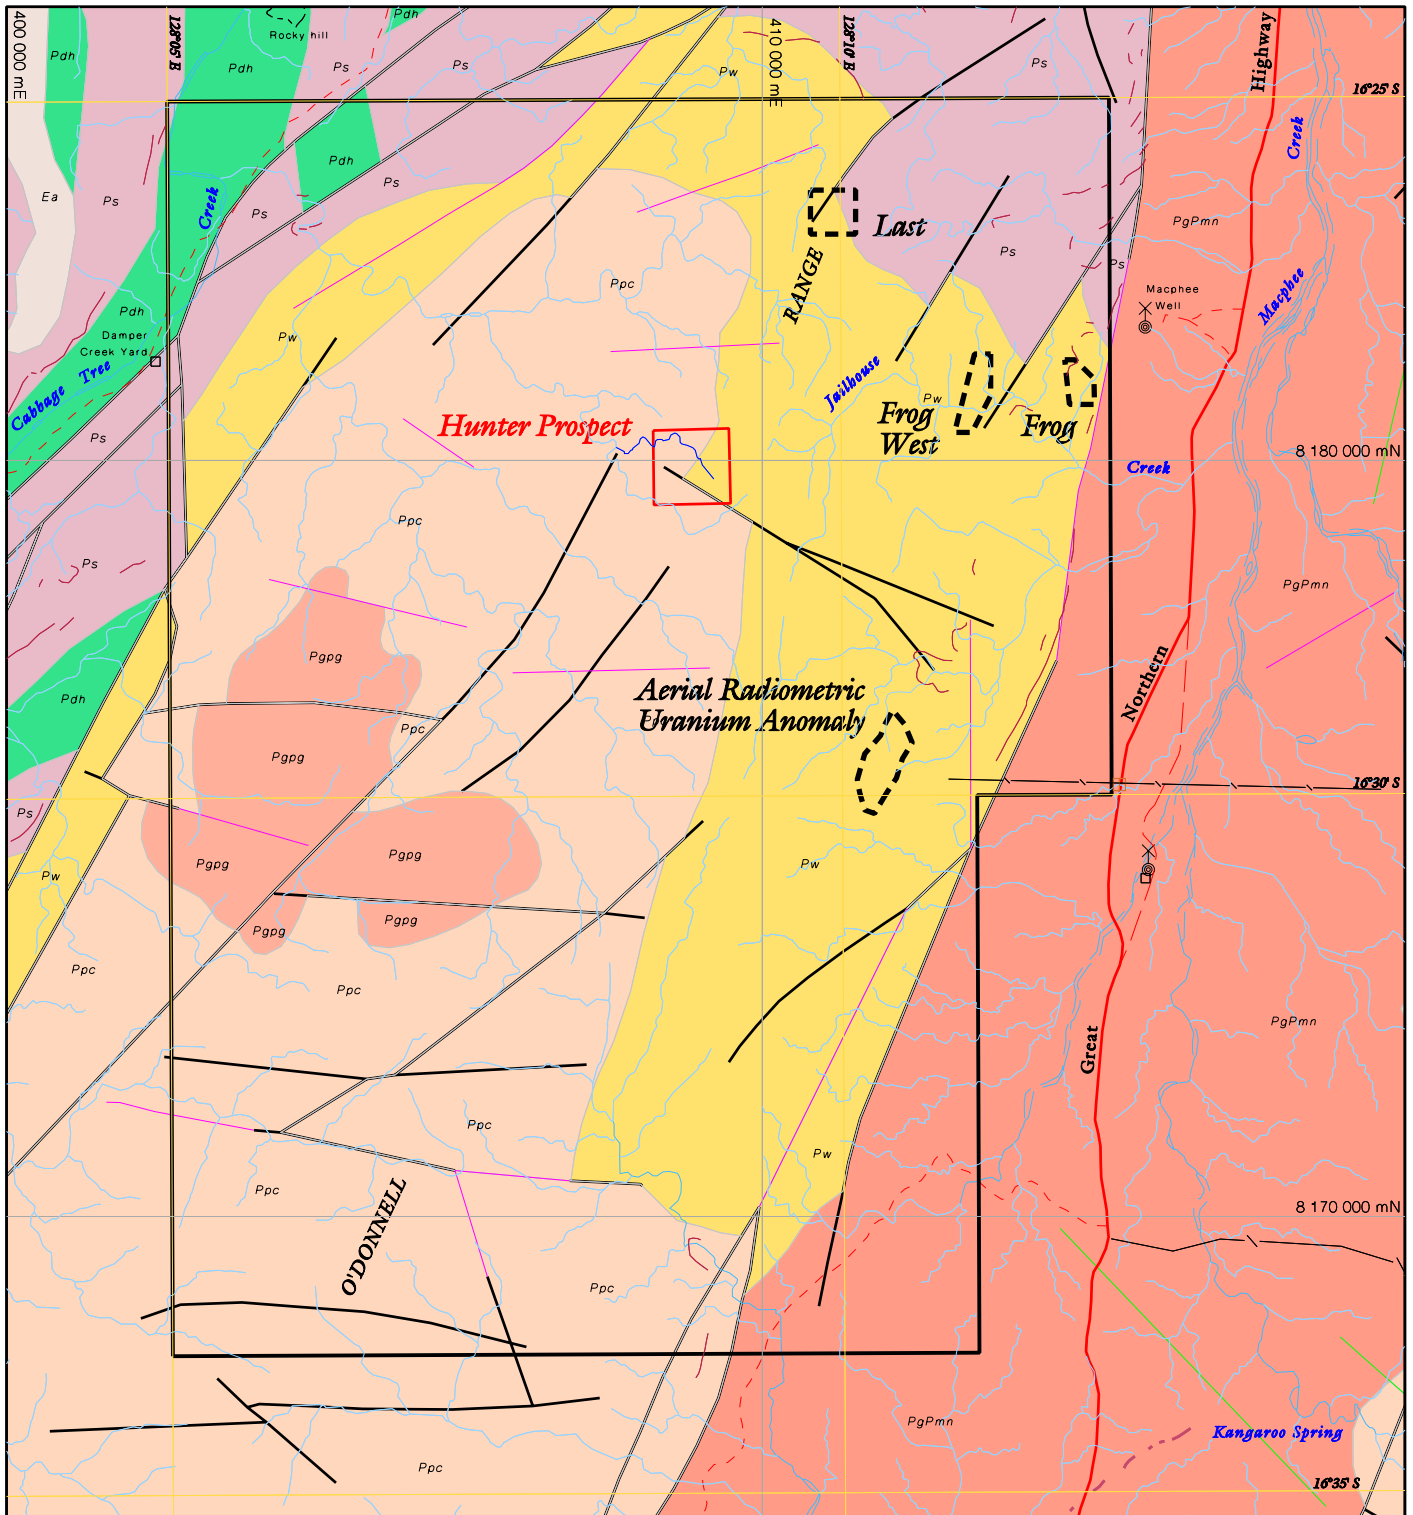 400 000 mE
Pdh
128°05' E
Pdh
Rocky hill
Pdh
Ps
Ps
Pw
410 000 mE
128°10' E
Ps
Highway
16°25' S
Creek
Ea
Ps
Creek
Ps
Pdh
Ps
Last
PgPmn
Ps
Ps
Ppc
RANGE
Macphee
Well
Macphee
Pdh
Damper
Creek Yard
Pw
Cabbage Tree
Jailhouse
Pw
Frog
West
Frog
Hunter Prospect
Ps
8 180 000 mN
Creek
Ppc
Ps
PgPmn
Pgpg
Northern
Pdh
Aerial Radiometric
Uranium Anomaly
Ppc
Pgpg
16°30' S
Ps
Pw
Pgpg
Pgpg
Pw
Pgpg
Pgpg
Ppc
Ppc
PgPmn
Great
Ppc
Pw
Ppc
O'DONNELL
8 170 000 mN
Ppc
PgPmn
Kangaroo Spring
Ppc
16°35' S